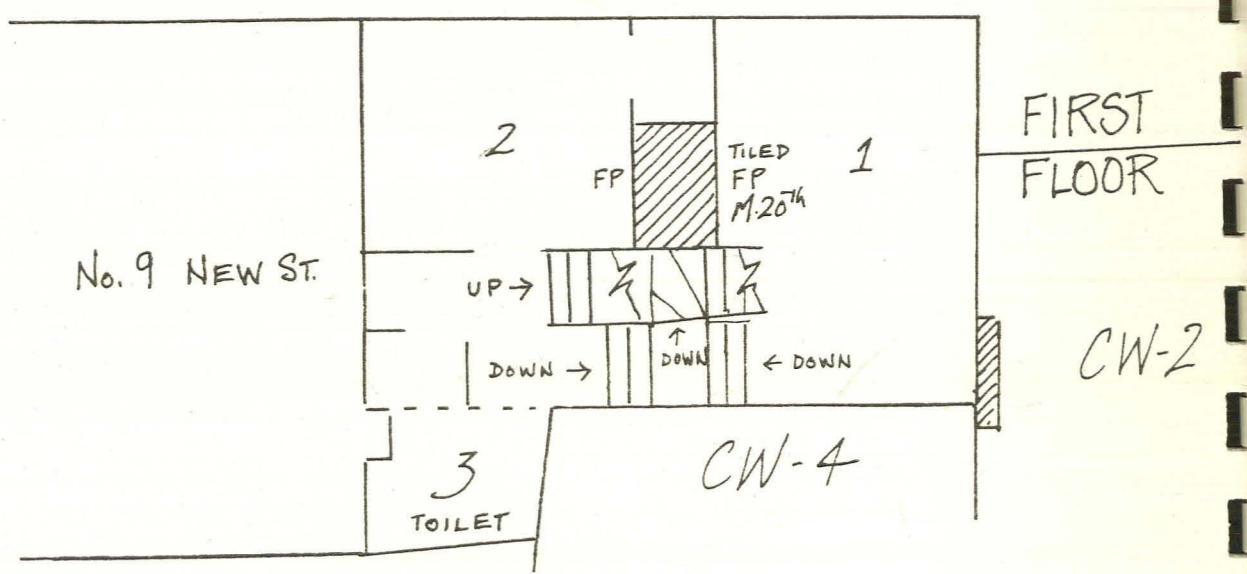 FIRST
FLOOR
2
FP
TILED
FP
M.20TH
1
No. 9 NEW ST.
UP →
DOWN →
↑
DOWN
← DOWN
CW-2
3
TOILET
CW-4